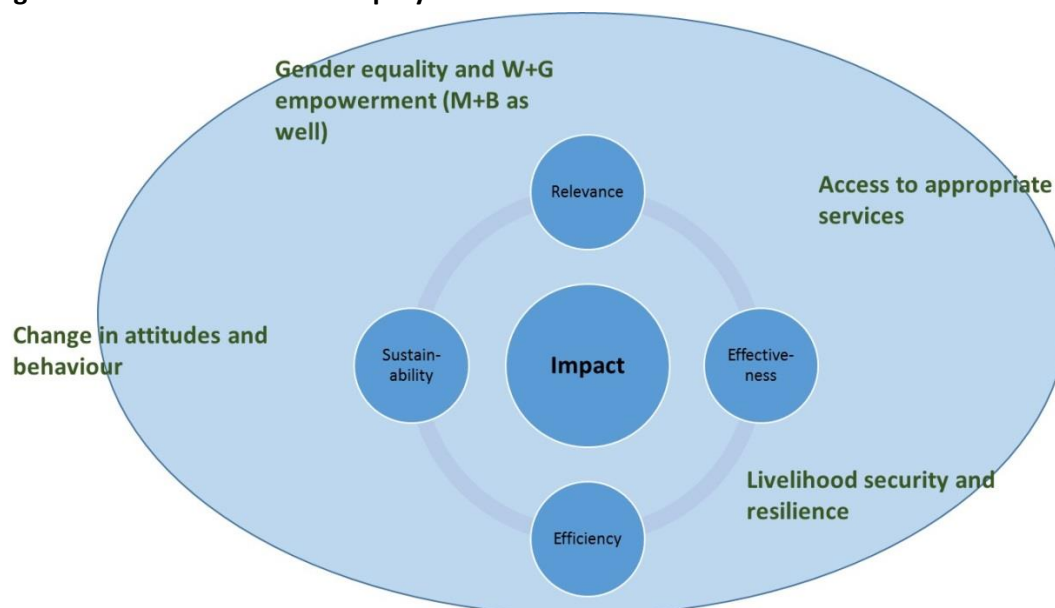 Gender equality and W+G
empowerment (M+B as
well)
Relevance
Access to appropriate
services
Change in attitudes and
behaviour
Sustain-
ability
Impact
Effective-
ness
Livelihood security and
resilience
Efficiency